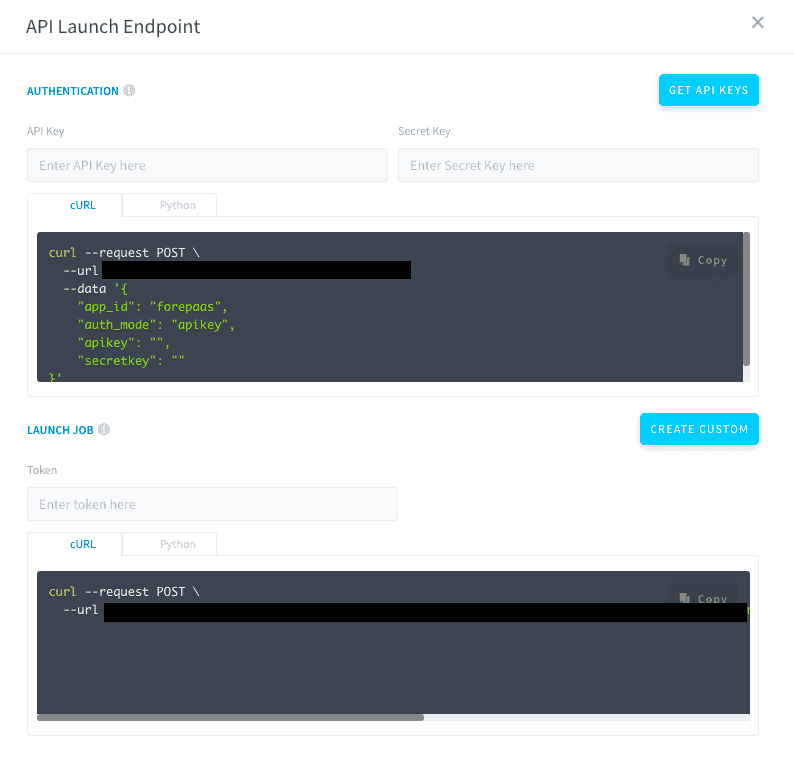 API Launch Endpoint
AUTHENTICATION
GET API KEYS
API Key
Secret Key
Enter API Key here
Enter Secret Key here
cURL
Python
curl --request POST \
Copy
--url
--data '{
"app_id": "forepaas",
"auth_mode": "apikey",
"apikey": "",
"secretkey": ""
}'
LAUNCH JOB
CREATE CUSTOM
Token
Enter token here
cURL
Python
curl --request POST \
Copy
--url